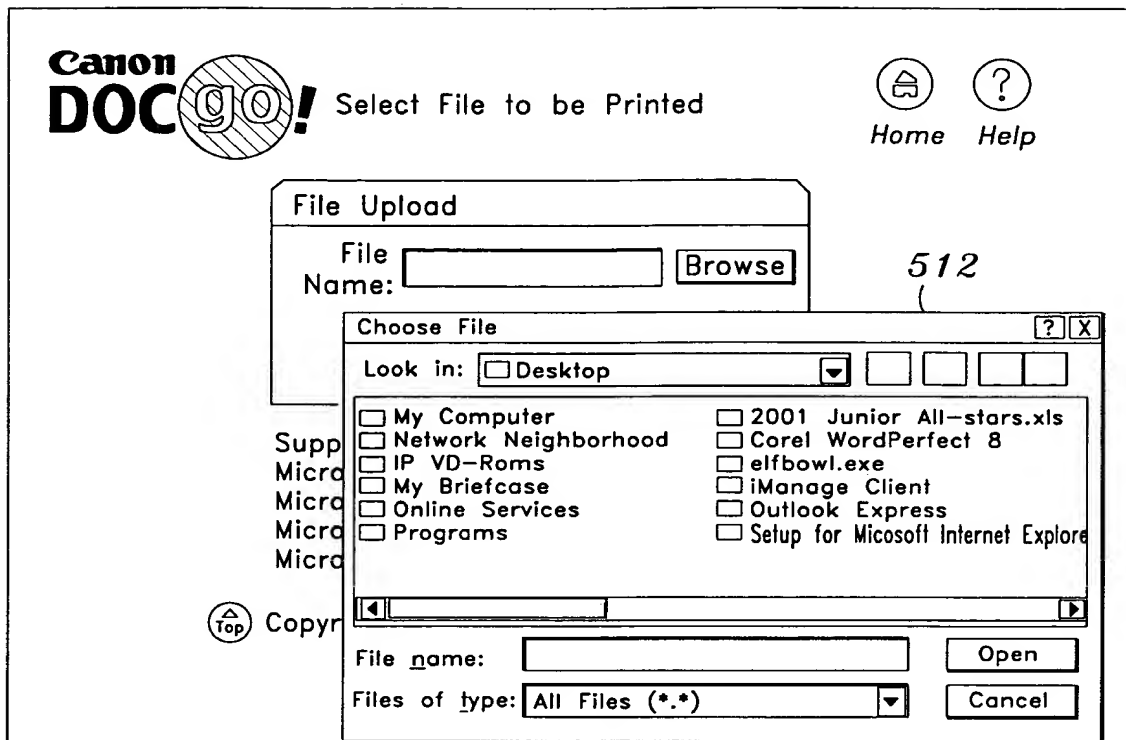 Canon
DOC go! Select File to be Printed
Home Help
File Upload
File Name: Browse
512
Choose File ? X
Look in: Desktop
My Computer
Network Neighborhood
IP VD-Roms
My Briefcase
Online Services
Programs
2001 Junior All-stars.xls
Corel WordPerfect 8
elfbowl.exe
iManage Client
Outlook Express
Setup for Micosoft Internet Explore
Supp
Micro
Micro
Micro
Micro
Top Copyr
File name: Open
Files of type: All Files (*.*) Cancel